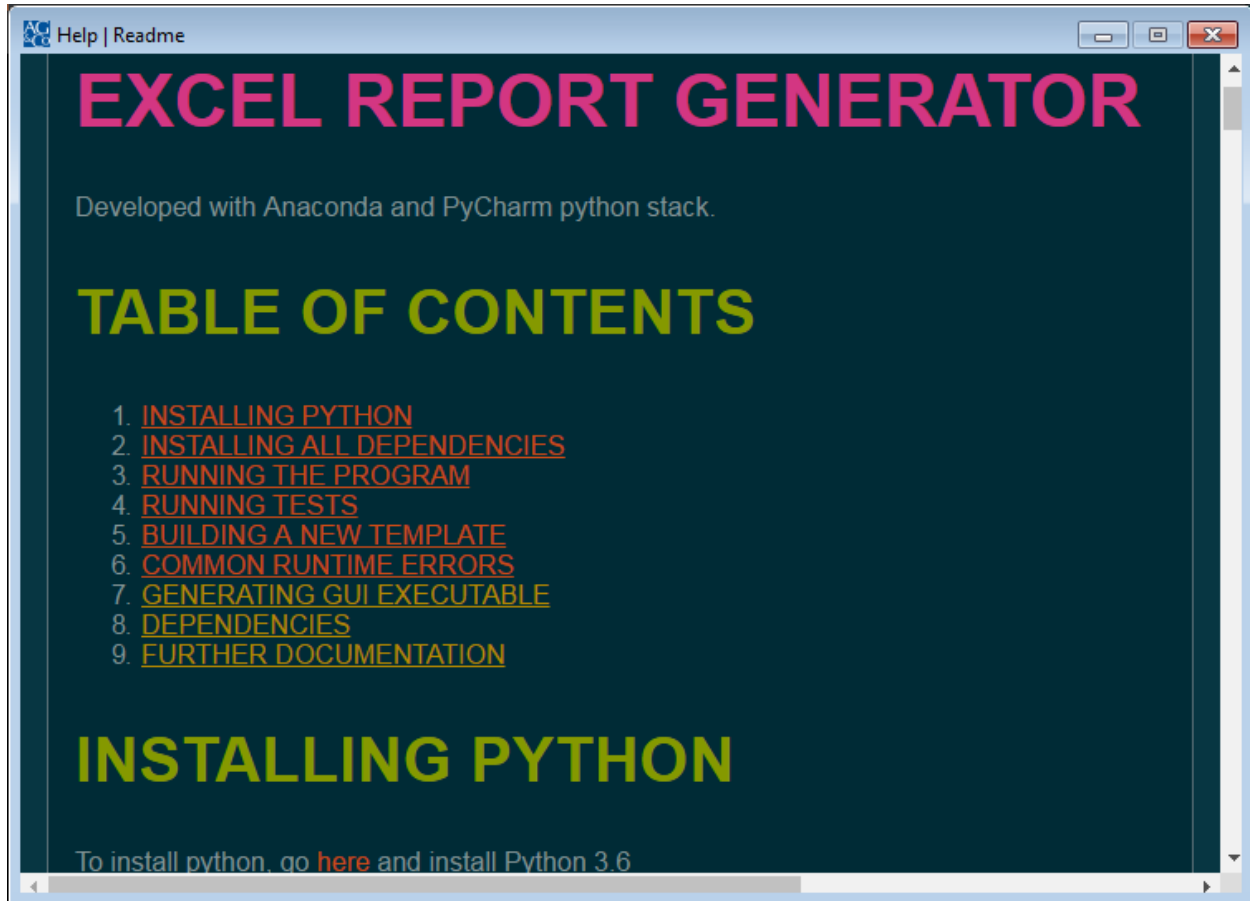 AG
&Co
Help | Readme
EXCEL REPORT GENERATOR
Developed with Anaconda and PyCharm python stack.
TABLE OF CONTENTS
1. INSTALLING PYTHON
2. INSTALLING ALL DEPENDENCIES
3. RUNNING THE PROGRAM
4. RUNNING TESTS
5. BUILDING A NEW TEMPLATE
6. COMMON RUNTIME ERRORS
7. GENERATING GUI EXECUTABLE
8. DEPENDENCIES
9. FURTHER DOCUMENTATION
INSTALLING PYTHON
To install python, go here and install Python 3.6